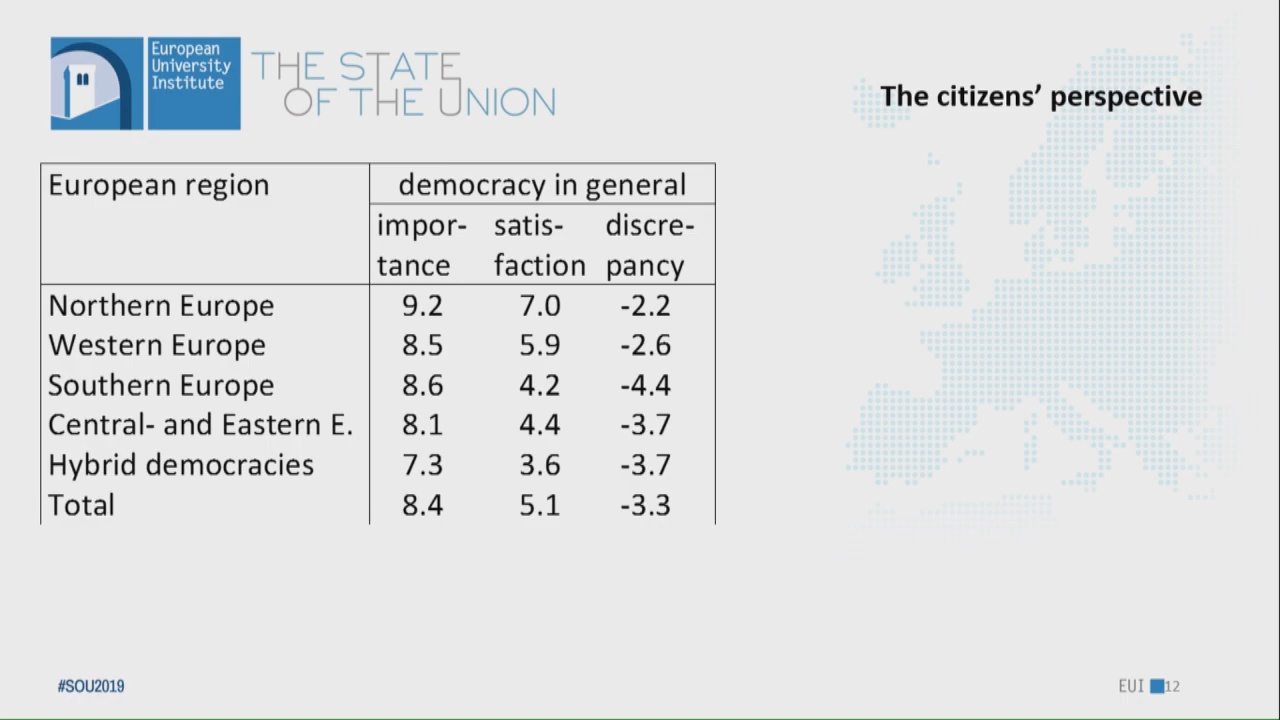 European
University
Institute
THE STATE
OF THE UNION
The citizens’ perspective
European region democracy in general
impor- satis- discre-
tance faction pancy
Northern Europe 9.2 7.0 -2.2
Western Europe 8.5 5.9 -2.6
Southern Europe 8.6 4.2 -4.4
Central- and Eastern E. 8.1 4.4 -3.7
Hybrid democracies 7.3 3.6 -3.7
Total 8.4 5.1 -3.3
#SOU2019
EUI 12